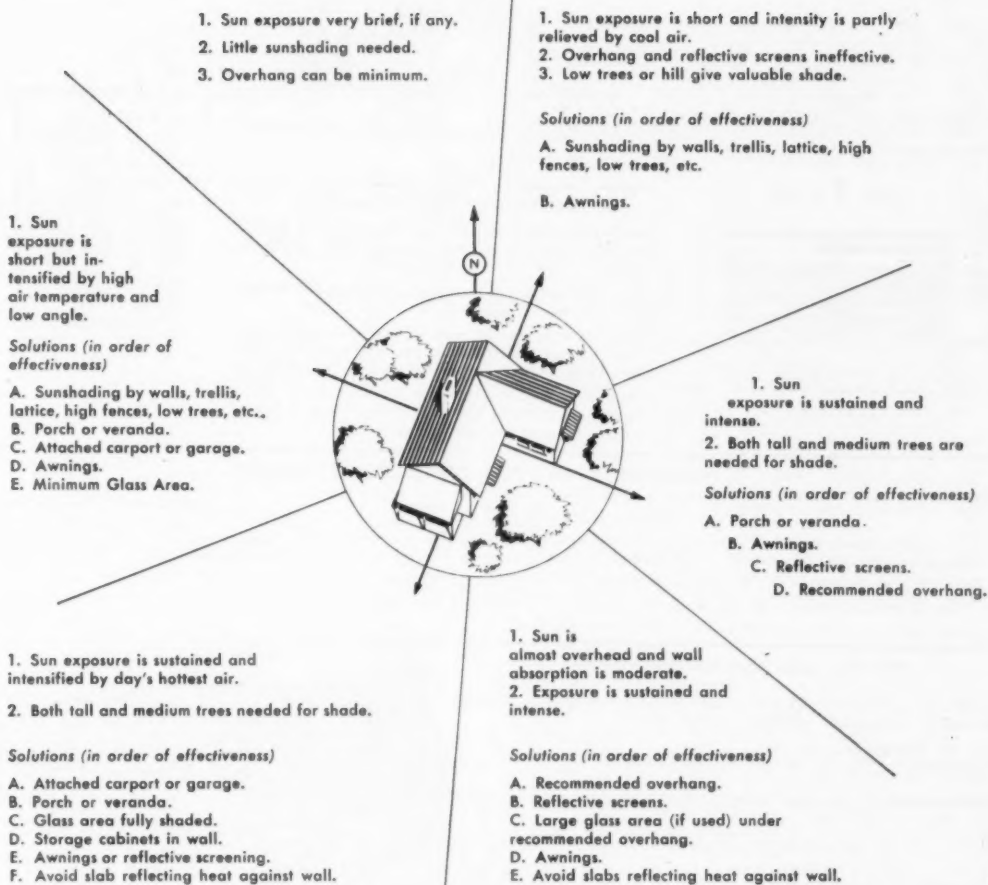 1. Sun exposure very brief, if any.
2. Little sunshading needed.
3. Overhang can be minimum.
1. Sun exposure is short and intensity is partly
relieved by cool air.
2. Overhang and reflective screens ineffective.
3. Low trees or hill give valuable shade.
Solutions (in order of effectiveness)
A. Sunshading by walls, trellis, lattice, high
fences, low trees, etc.
B. Awnings.
1. Sun
exposure is
short but in-
tensified by high
air temperature and
low angle.
Solutions (in order of
effectiveness)
A. Sunshading by walls, trellis,
lattice, high fences, low trees, etc..
B. Porch or veranda.
C. Attached carport or garage.
D. Awnings.
E. Minimum Glass Area.
N
1. Sun
exposure is sustained and
intense.
2. Both tall and medium trees are
needed for shade.
Solutions (in order of effectiveness)
A. Porch or veranda.
B. Awnings.
C. Reflective screens.
D. Recommended overhang.
1. Sun exposure is sustained and
intensified by day's hottest air.
2. Both tall and medium trees needed for shade.
Solutions (in order of effectiveness)
A. Attached carport or garage.
B. Porch or veranda.
C. Glass area fully shaded.
D. Storage cabinets in wall.
E. Awnings or reflective screening.
F. Avoid slab reflecting heat against wall.
1. Sun is
almost overhead and wall
absorption is moderate.
2. Exposure is sustained and
intense.
Solutions (in order of effectiveness)
A. Recommended overhang.
B. Reflective screens.
C. Large glass area (if used) under
recommended overhang.
D. Awnings.
E. Avoid slabs reflecting heat against wall.